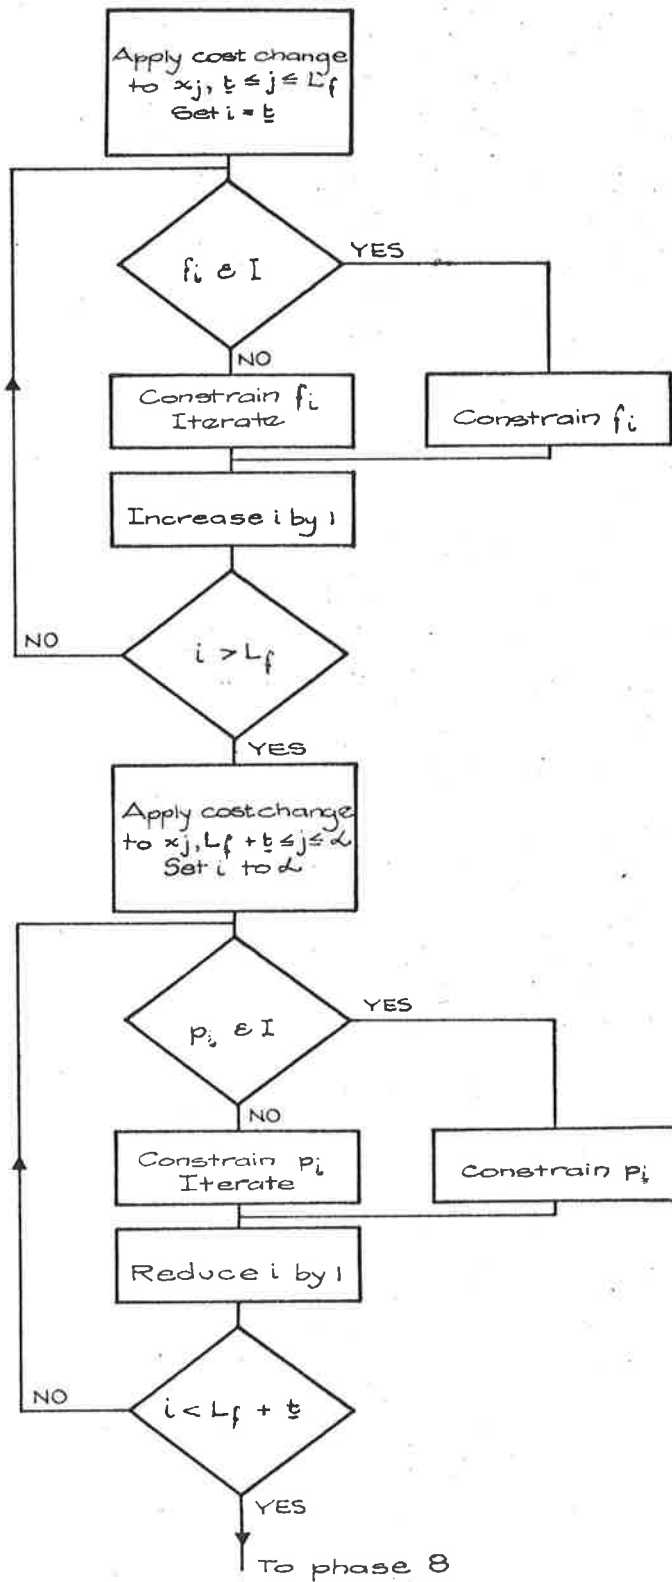 Apply cost change
to xj, t ≤ j ≤ Lf
Set i = t
fi ε I
YES
NO
Constrain fi
Iterate
Constrain fi
Increase i by 1
i > Lf
NO
YES
Apply cost change
to xj, Lf + t ≤ j ≤ L
Set i to L
pi ε I
YES
NO
Constrain pi
Iterate
constrain pi
Reduce i by 1
i < Lf + t
NO
YES
To phase 8